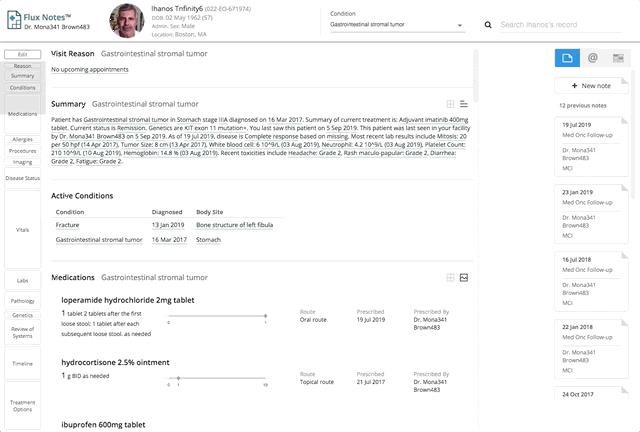 Flux Notes™
Dr. Mona341 Brown483
Ihanos Tnfinity6 (022-EO-671974)
DOB: 02 May 1962 (57)
Admin. Sex: Male
Location: Boston, MA
Condition
Gastrointestinal stromal tumor
Search Ihanos's record
Edit
Reason
Summary
Conditions
Medications
Allergies
Procedures
Imaging
Disease Status
Vitals
Labs
Pathology
Genetics
Review of
Systems
Timeline
Treatment
Options
Visit Reason Gastrointestinal stromal tumor
No upcoming appointments
Summary Gastrointestinal stromal tumor
Patient has Gastrointestinal stromal tumor in Stomach stage IIIA diagnosed on 16 Mar 2017. Summary of current treatment is: Adjuvant imatinib 400mg
tablet. Current status is Remission. Genetics are KIT exon 11 mutation+. You last saw this patient on 5 Sep 2019. This patient was last seen in your facility
by Dr. Mona341 Brown483 on 5 Sep 2019. As of 19 Jul 2019, disease is Complete response based on missing. Most recent lab results include Mitosis: 20
per 50 hpf (14 Apr 2017), Tumor Size: 8 cm (13 Apr 2017), White blood cell: 6 10^9/L (03 Aug 2019), Neutrophil: 4.2 10^9/L (03 Aug 2019), Platelet Count:
210 10^9/L (10 Aug 2019), Hemoglobin: 14.8 % (03 Aug 2019). Recent toxicities include Headache: Grade 2, Rash maculo-papular: Grade 2, Diarrhea:
Grade 2, Fatigue: Grade 2.
Active Conditions
Condition Diagnosed Body Site
Fracture 13 Jan 2019 Bone structure of left fibula
Gastrointestinal stromal tumor 16 Mar 2017 Stomach
Medications Gastrointestinal stromal tumor
loperamide hydrochloride 2mg tablet
1 tablet 2 tablets after the first
loose stool; 1 tablet after each
subsequent loose stool. as needed
0 1
Route Prescribed Prescribed By
Oral route 19 Jul 2019 Dr. Mona341
Brown483
hydrocortisone 2.5% ointment
1 g BID as needed
0 1 10
Route Prescribed Prescribed By
Topical route 21 Jul 2017 Dr. Mona341
Brown483
ibuprofen 600mg tablet
@
+ New note
12 previous notes
19 Jul 2019
Med Onc Follow-up
Dr. Mona341
Brown483
MCI
23 Jan 2019
Med Onc Follow-up
Dr. Mona341
Brown483
MCI
16 Jul 2018
Med Onc Follow-up
Dr. Mona341
Brown483
MCI
22 Jan 2018
Med Onc Follow-up
Dr. Mona341
Brown483
MCI
24 Oct 2017